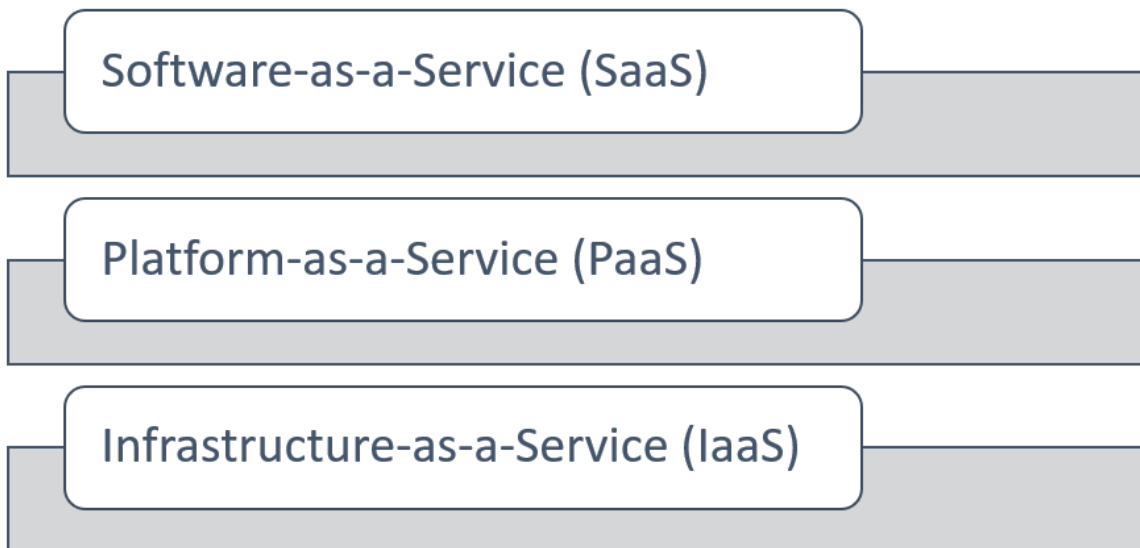 Software-as-a-Service (SaaS)
Platform-as-a-Service (PaaS)
Infrastructure-as-a-Service (IaaS)